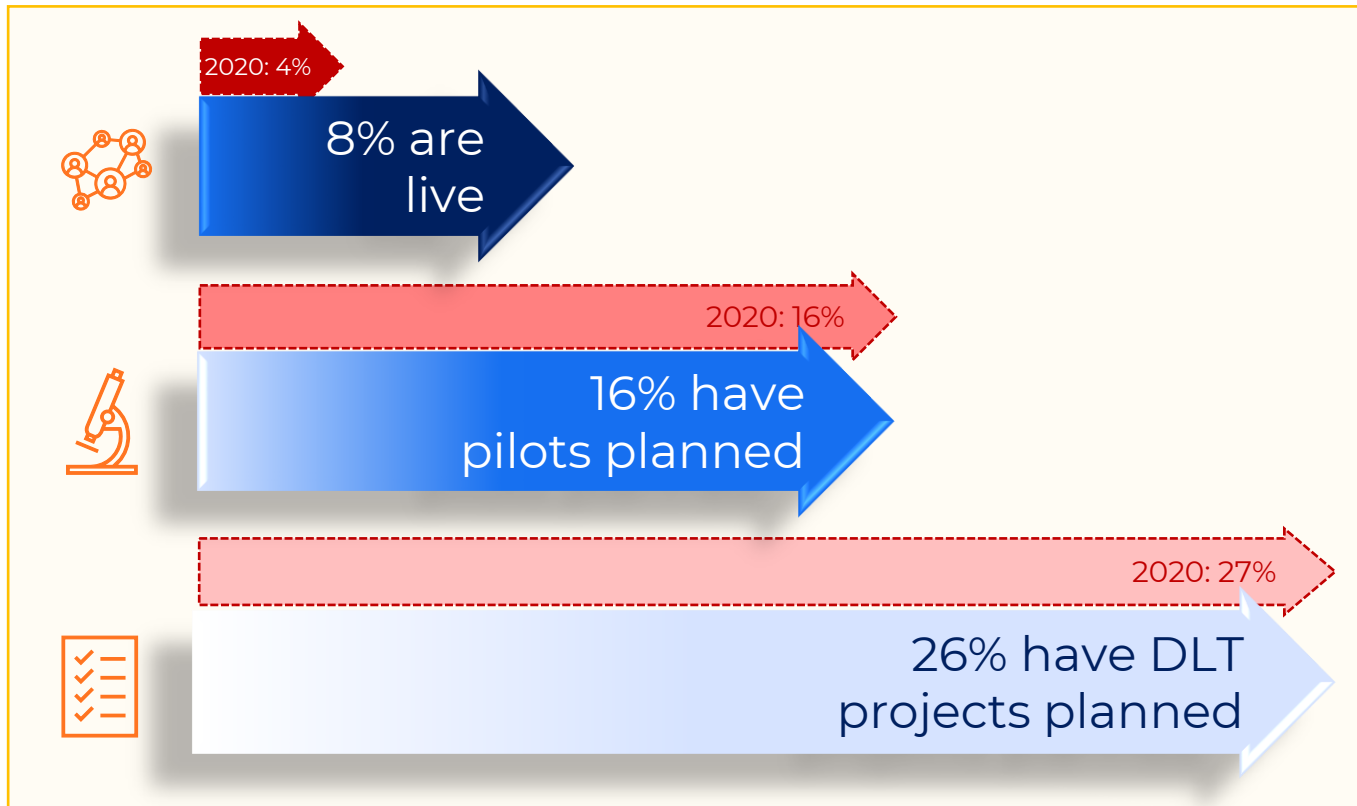 2020: 4%
8% are
live
2020: 16%
16% have
pilots planned
2020: 27%
26% have DLT
projects planned